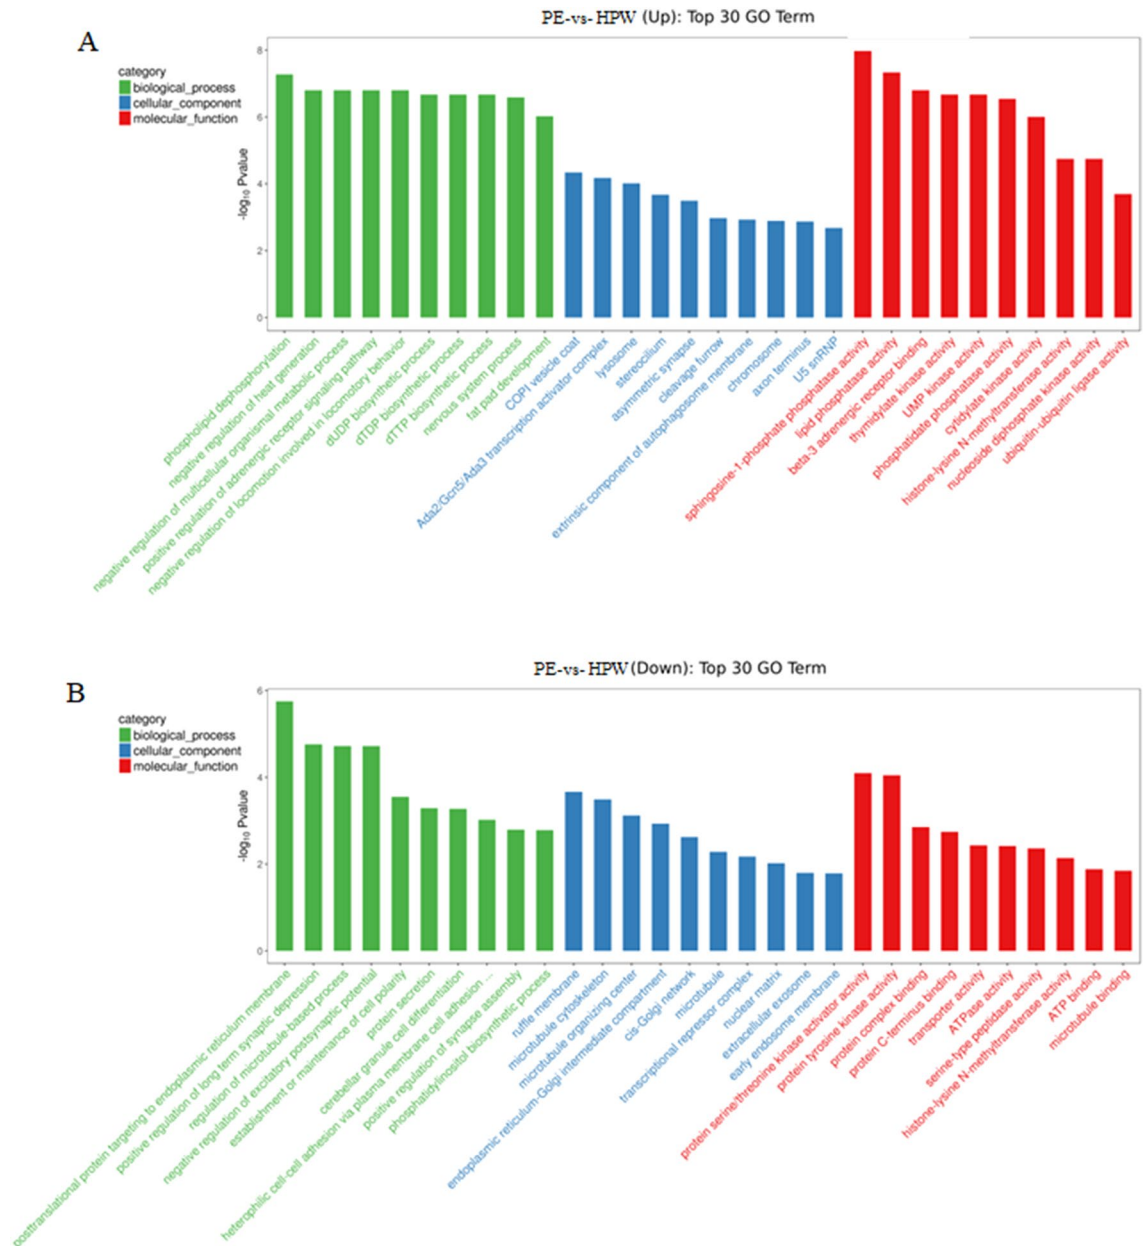 PE-vs-HPW (Up): Top 30 GO Term
A
category
biological_process
cellular_component
molecular_function
-log10 Pvalue
8
6
4
2
0
phospholipid dephosphorylation
negative regulation of heat generation
negative regulation of multicellular organismal metabolic process
positive regulation of adrenergic receptor signaling pathway
negative regulation of locomotion involved in locomotory behavior
dUDP biosynthetic process
dTDP biosynthetic process
dTTP biosynthetic process
nervous system process
fat pad development
COPI vesicle coat
Ada2/Gcn5/Ada3 transcription activator complex
lysosome
stereocilium
asymmetric synapse
cleavage furrow
extrinsic component of autophagosome membrane
chromosome
axon terminus
U5 snRNP
sphingosine-1-phosphate phosphatase activity
lipid phosphatase activity
beta-3 adrenergic receptor binding
thymidylate kinase activity
UMP kinase activity
phosphatidate phosphatase activity
cytidylate kinase activity
histone-lysine N-methyltransferase activity
nucleoside diphosphate kinase activity
ubiquitin-ubiquitin ligase activity
PE-vs-HPW (Down): Top 30 GO Term
B
category
biological_process
cellular_component
molecular_function
-log10 Pvalue
6
4
2
0
posttranslational protein targeting to endoplasmic reticulum membrane
positive regulation of long term synaptic depression
regulation of microtubule-based process
negative regulation of excitatory postsynaptic potential
establishment or maintenance of cell polarity
protein secretion
cerebellar granule cell differentiation
heterophilic cell-cell adhesion via plasma membrane cell adhesion ...
positive regulation of synapse assembly
phosphatidylinositol biosynthetic process
ruffle membrane
microtubule cytoskeleton
microtubule organizing center
endoplasmic reticulum-Golgi intermediate compartment
cis-Golgi network
microtubule
transcriptional repressor complex
nuclear matrix
extracellular exosome
early endosome membrane
protein serine/threonine kinase activator activity
protein tyrosine kinase activity
protein complex binding
protein C-terminus binding
transporter activity
ATPase activity
serine-type peptidase activity
histone-lysine N-methyltransferase activity
ATP binding
microtubule binding